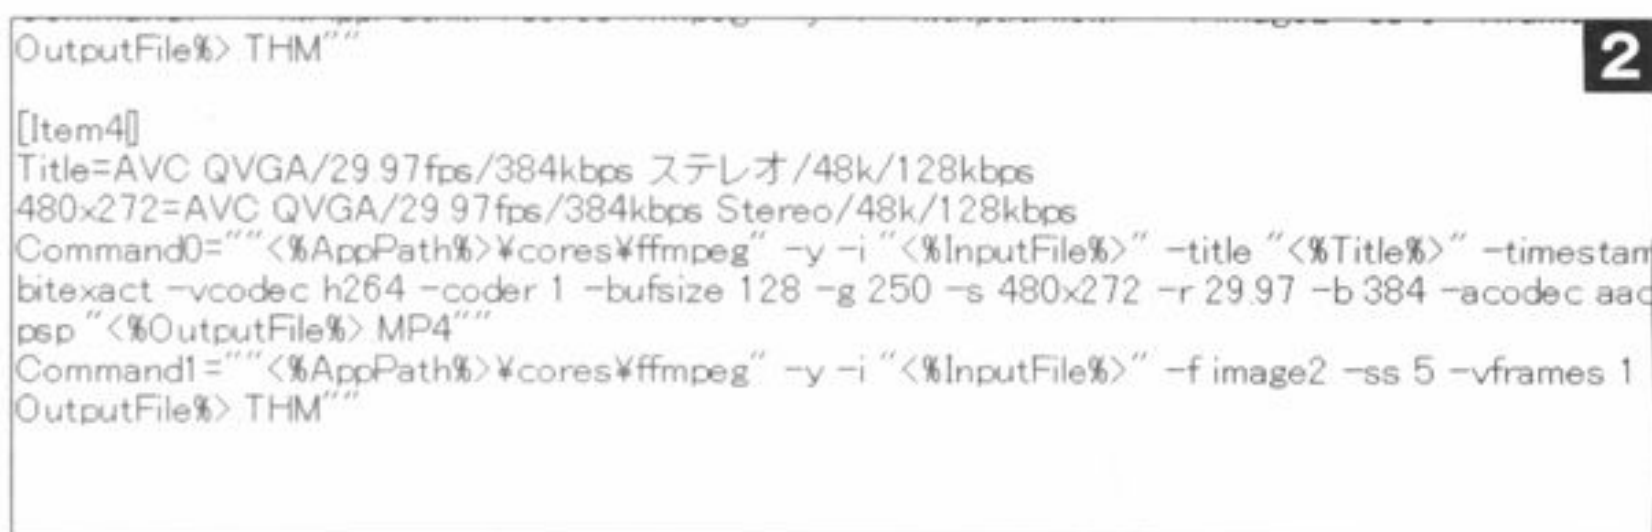 OutputFile%> THM""
2
[Item4]
Title=AVC QVGA/29 97fps/384kbps ステレオ/48k/128kbps
480x272=AVC QVGA/29 97fps/384kbps Stereo/48k/128kbps
Command0=""<%AppPath%>¥cores¥ffmpeg" -y -i "<%InputFile%>" -title "<%Title%>" -timestam
bitexact -vcodec h264 -coder 1 -bufsize 128 -g 250 -s 480x272 -r 29.97 -b 384 -acodec aac
psp "<%OutputFile%> MP4""
Command1=""<%AppPath%>¥cores¥ffmpeg" -y -i "<%InputFile%>" -f image2 -ss 5 -vframes 1
OutputFile%> THM""